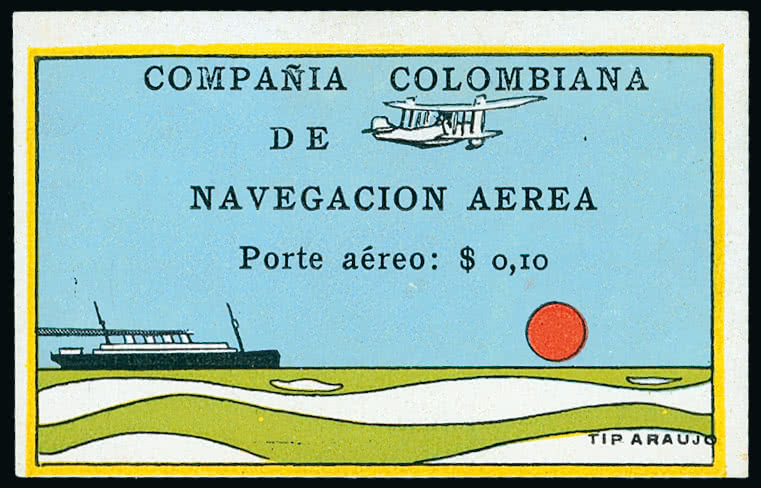 COMPAÑIA COLOMBIANA
DE
NAVEGACION AEREA
Porte aéreo: $ 0,10
TIP. ARAUJO